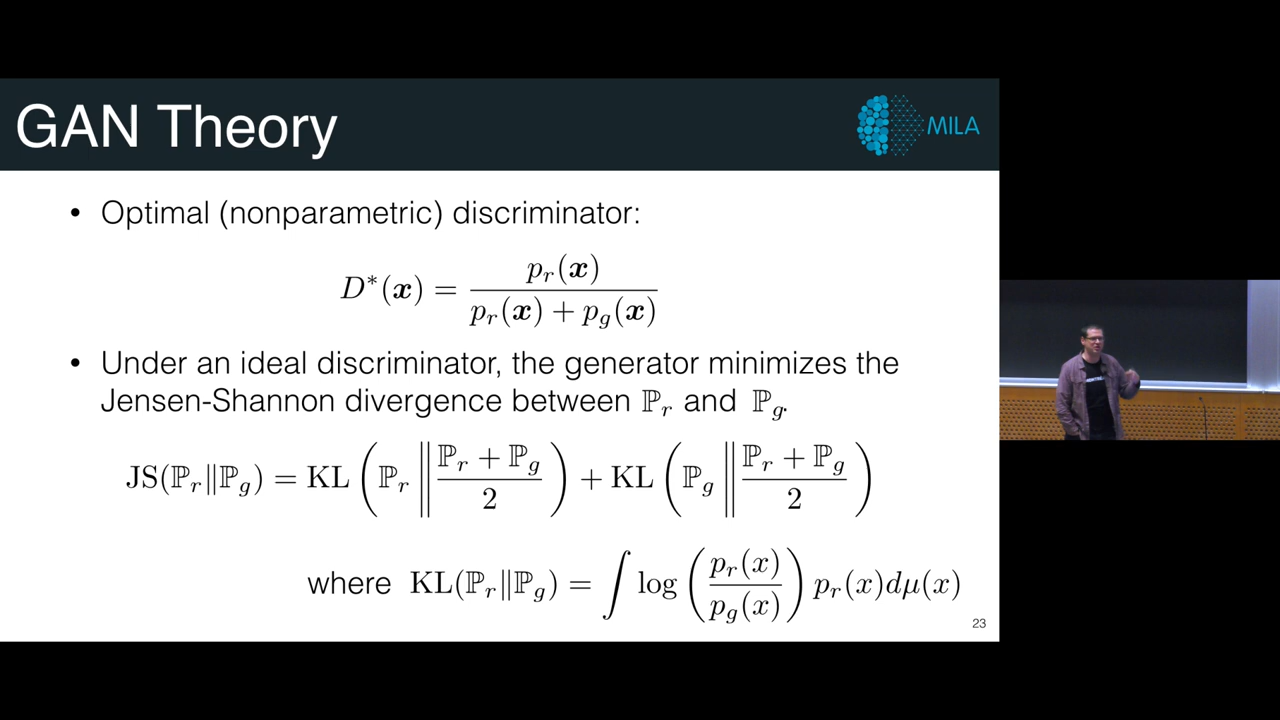 GAN Theory
MILA
• Optimal (nonparametric) discriminator:
D*(x) = p_r(x) / (p_r(x) + p_g(x))
• Under an ideal discriminator, the generator minimizes the
Jensen-Shannon divergence between ℙ_r and ℙ_g.
JS(ℙ_r‖ℙ_g) = KL(ℙ_r ‖ (ℙ_r + ℙ_g)/2) + KL(ℙ_g ‖ (ℙ_r + ℙ_g)/2)
where KL(ℙ_r‖ℙ_g) = ∫ log(p_r(x)/p_g(x)) p_r(x)dμ(x)
23